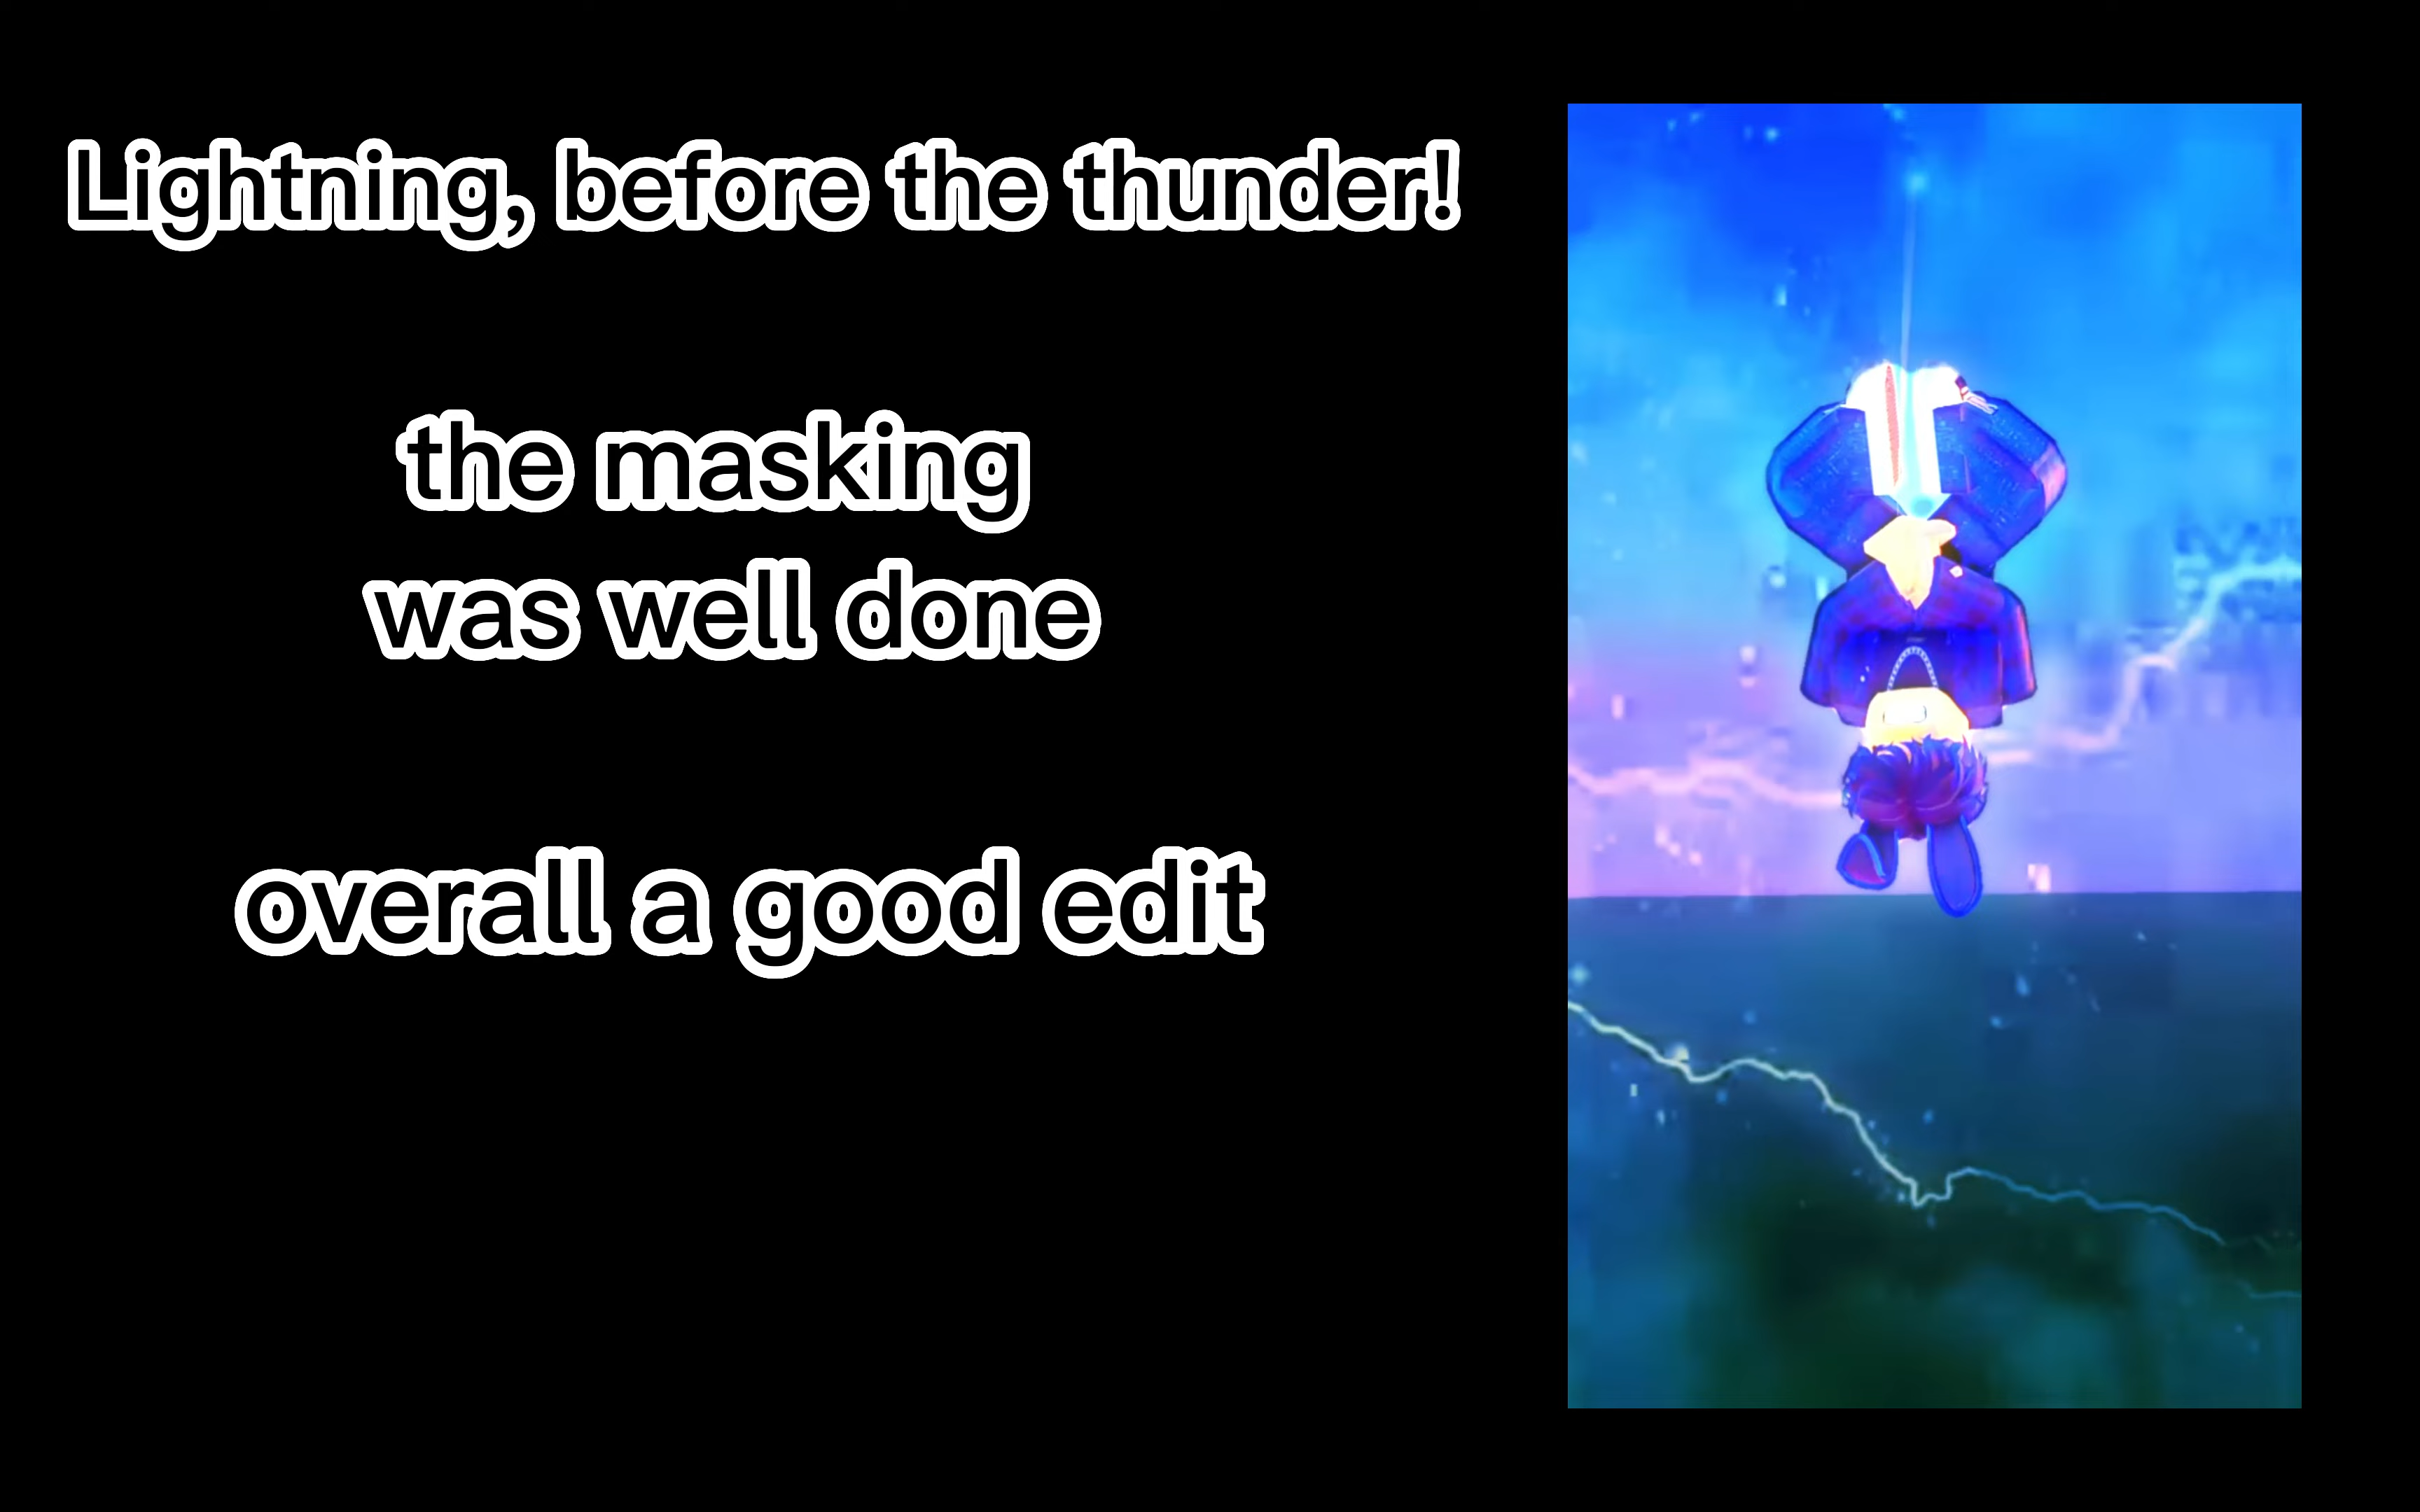 Lightning, before the thunder!
the masking
was well done
overall a good edit